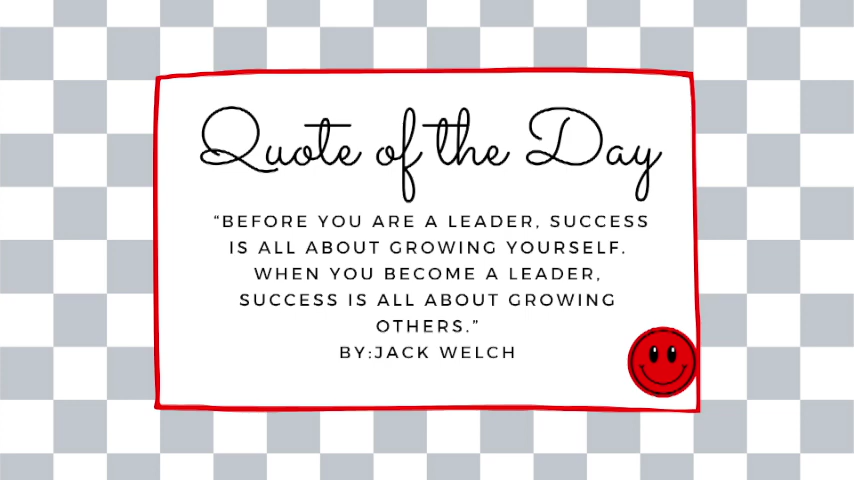 Quote of the Day
“BEFORE YOU ARE A LEADER, SUCCESS
IS ALL ABOUT GROWING YOURSELF.
WHEN YOU BECOME A LEADER,
SUCCESS IS ALL ABOUT GROWING
OTHERS.”
BY:JACK WELCH